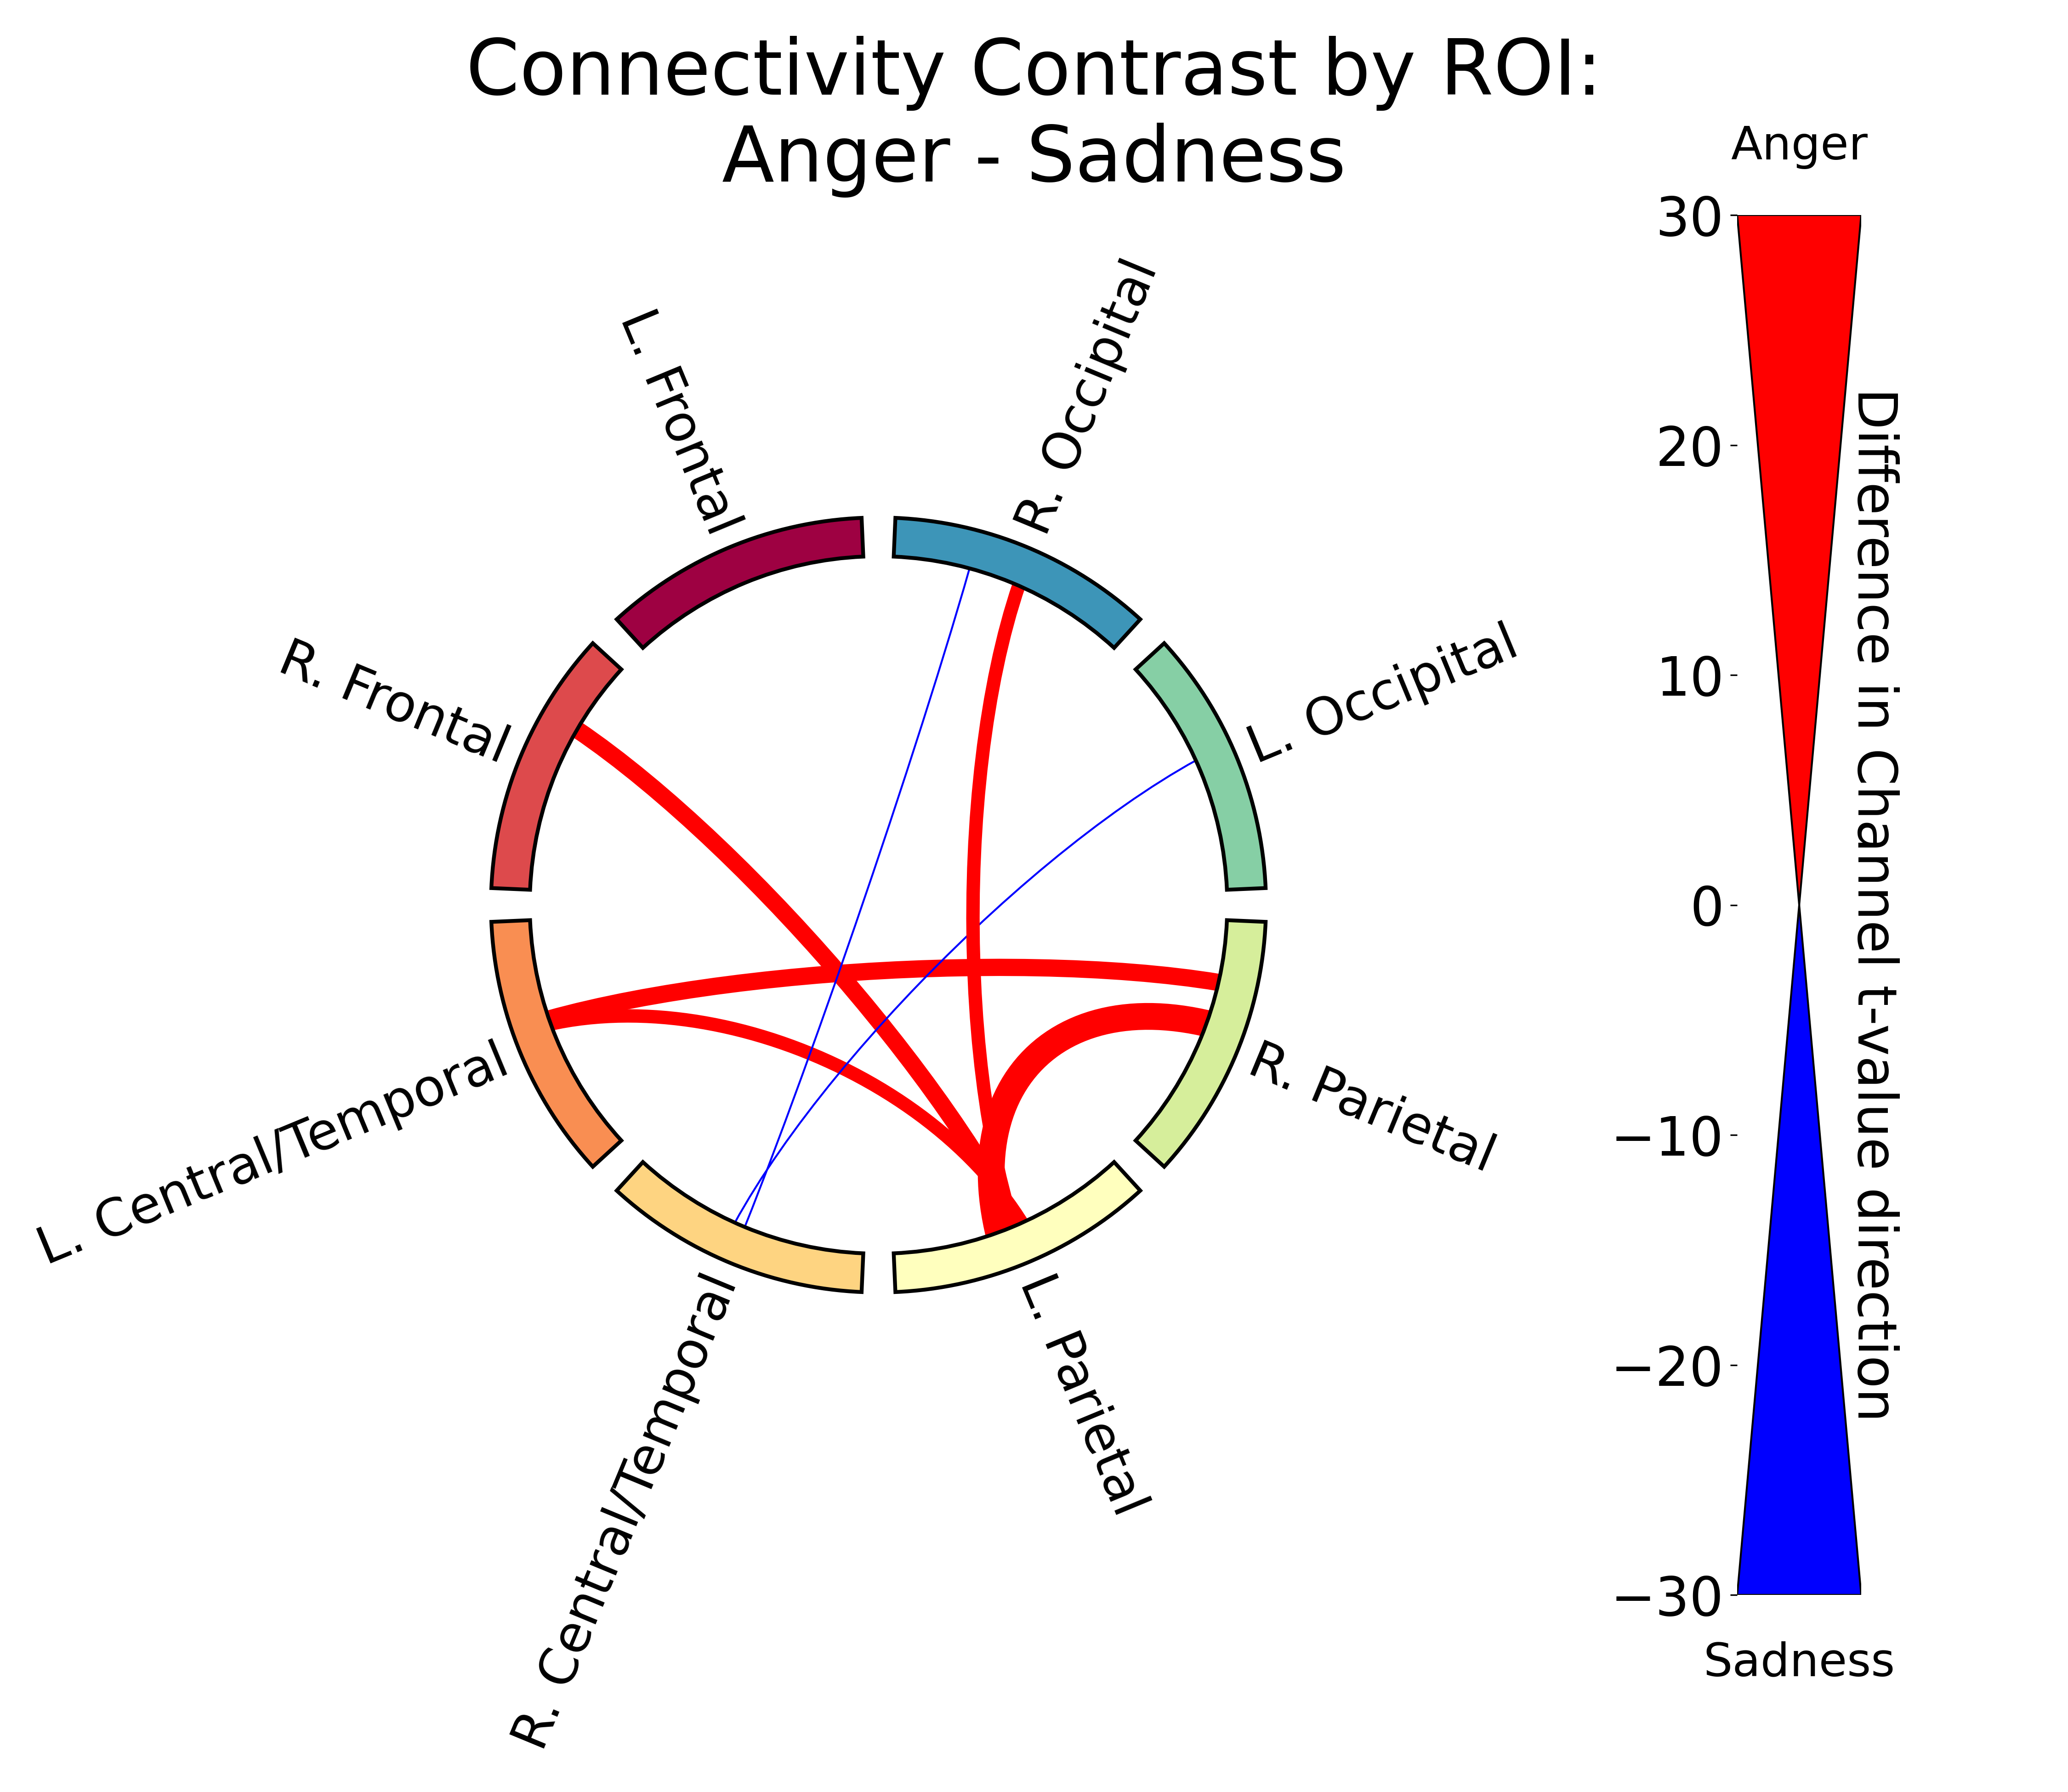 Connectivity Contrast by ROI:
Anger - Sadness
Anger
30
20
10
0
−10
−20
−30
Sadness
Difference in Channel t-value direction
L. Frontal
R. Occipital
R. Frontal
L. Occipital
L. Central/Temporal
R. Parietal
R. Central/Temporal
L. Parietal